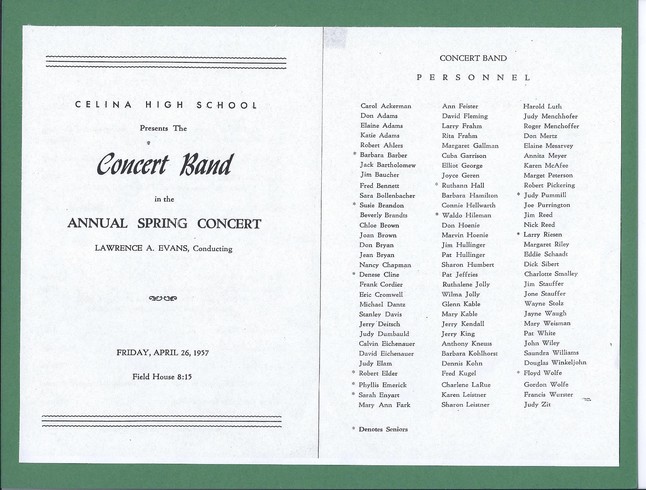 CELINA HIGH SCHOOL
Presents The
Concert Band
in the
ANNUAL SPRING CONCERT
LAWRENCE A. EVANS, Conducting
FRIDAY, APRIL 26, 1957
Field House 8:15
CONCERT BAND
PERSONNEL
Carol Ackerman
Don Adams
Elaine Adams
Katie Adams
Robert Ahlers
* Barbara Barber
Jack Bartholomew
Jim Baucher
Fred Bennett
Sara Bollenbacher
* Susie Brandon
Beverly Brandts
Chloe Brown
Joan Brown
Don Bryan
Jean Bryan
Nancy Chapman
* Denese Cline
Frank Cordier
Eric Cromwell
Michael Dantz
Stanley Davis
Jerry Deitsch
Judy Dumbauld
Calvin Eichenauer
David Eichenauer
Judy Elam
* Robert Elder
* Phyllis Emerick
* Sarah Enyart
Mary Ann Fark
* Denotes Seniors
Ann Feister
David Fleming
Larry Frahm
Rita Frahm
Margaret Gallman
Cuba Garrison
Elliot George
Joyce Geren
* Ruthann Hall
Barbara Hamilton
Connie Hellwarth
* Waldo Hileman
Don Hoenie
Marvin Hoenie
Jim Hullinger
Pat Hullinger
Sharon Humbert
Pat Jeffries
Ruthalene Jolly
Wilma Jolly
Glenn Kable
Mary Kable
Jerry Kendall
Jerry King
Anthony Knouss
Barbara Kohlhorst
Dennis Kohn
Fred Kugel
Charlene LaRue
Karen Leistner
Sharon Leistner
Harold Luth
Judy Menchhofer
Roger Menchoffer
Don Mertz
Elaine Mesarvey
Annita Meyer
Karen McAfee
Marget Peterson
Robert Pickering
* Judy Pummill
Joe Purrington
Jim Reed
Nick Reed
* Larry Riesen
Margaret Riley
Eddie Schaadt
Dick Sibert
Charlotte Smalley
Jim Stauffer
Jone Stauffer
Wayne Stolz
Jayne Waugh
Mary Weisman
Pat White
John Wiley
Saundra Williams
Douglas Winkeljohn
* Floyd Wolfe
Gordon Wolfe
Francis Wurster
Judy Zit